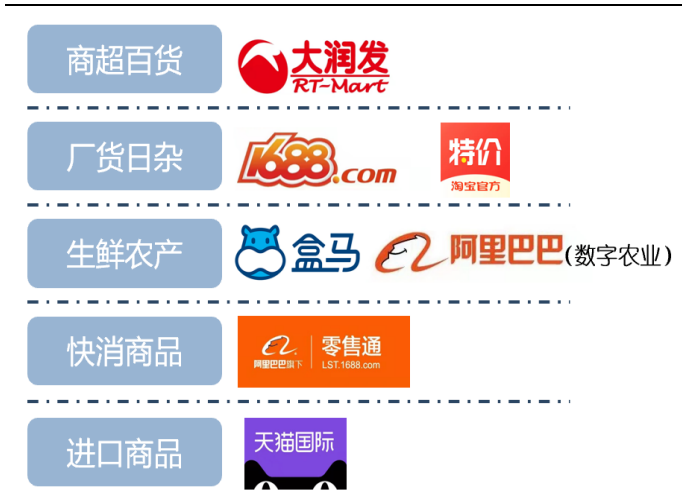 商超百货
大润发
RT-Mart
厂货日杂
1688.com
特价
淘宝官方
生鲜农产
盒马
阿里巴巴(数字农业)
快消商品
阿里巴巴旗下
零售通
LST.1688.com
进口商品
天猫国际